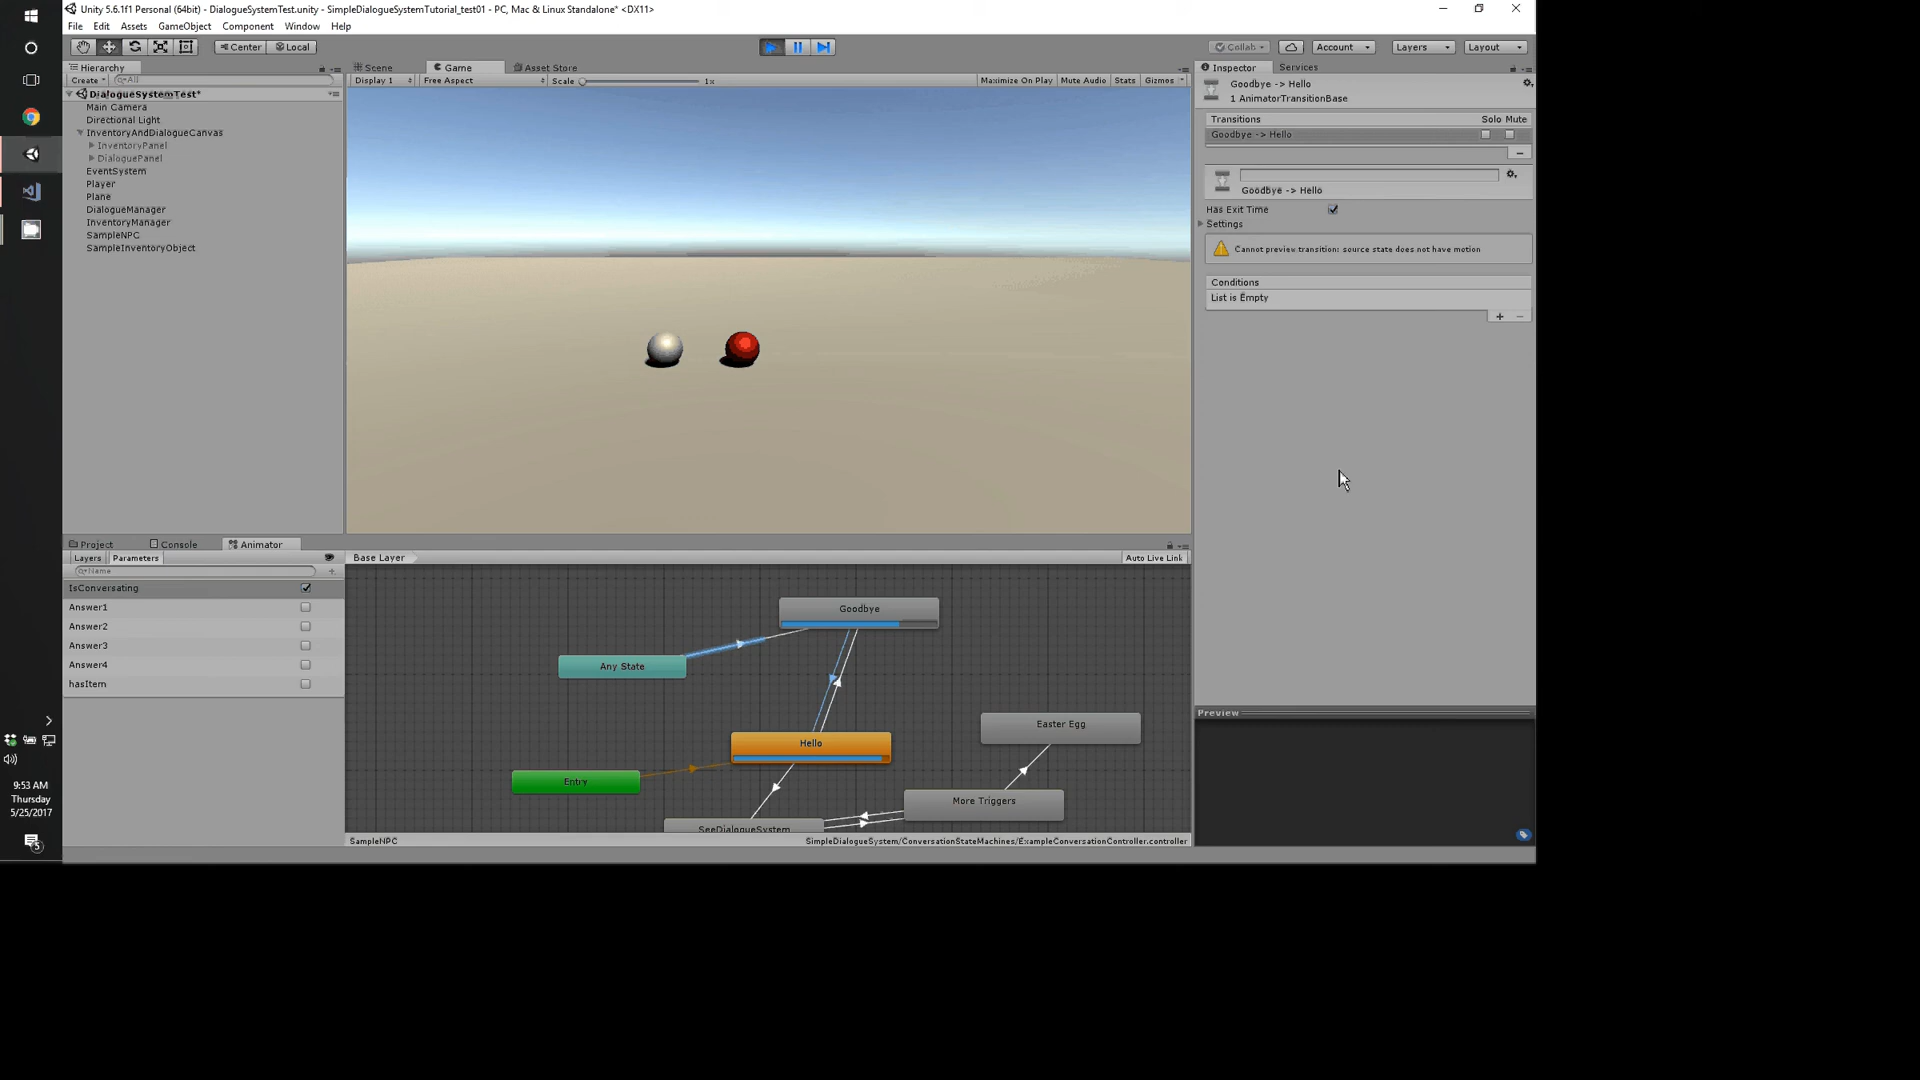 Unity 5.6.1f1 Personal (64bit) - DialogueSystemTest.unity - SimpleDialogueSystemTutorial_test01 - PC, Mac & Linux Standalone* <DX11>
File Edit Assets GameObject Component Window Help
Center Local
Collab Account Layers Layout
Hierarchy
Create All
DialogueSystemTest*
Main Camera
Directional Light
InventoryAndDialogueCanvas
InventoryPanel
DialoguePanel
EventSystem
Player
Plane
DialogueManager
InventoryManager
SampleNPC
SampleInventoryObject
Scene Game Asset Store
Display 1 Free Aspect Scale 1x Maximize On Play Mute Audio Stats Gizmos
Inspector Services
Goodbye -> Hello
1 AnimatorTransitionBase
Transitions Solo Mute
Goodbye -> Hello
Goodbye -> Hello
Has Exit Time
Settings
Cannot preview transition: source state does not have motion
Conditions
List is Empty
Preview
Project Console Animator
Layers Parameters
Name
IsConversating
Answer1
Answer2
Answer3
Answer4
hasItem
Base Layer Auto Live Link
Goodbye
Any State
Easter Egg
Hello
Entry
More Triggers
SeeDialogueSystem
SampleNPC SimpleDialogueSystem/ConversationStateMachines/ExampleConversationController.controller
9:53 AM
Thursday
5/25/2017
5